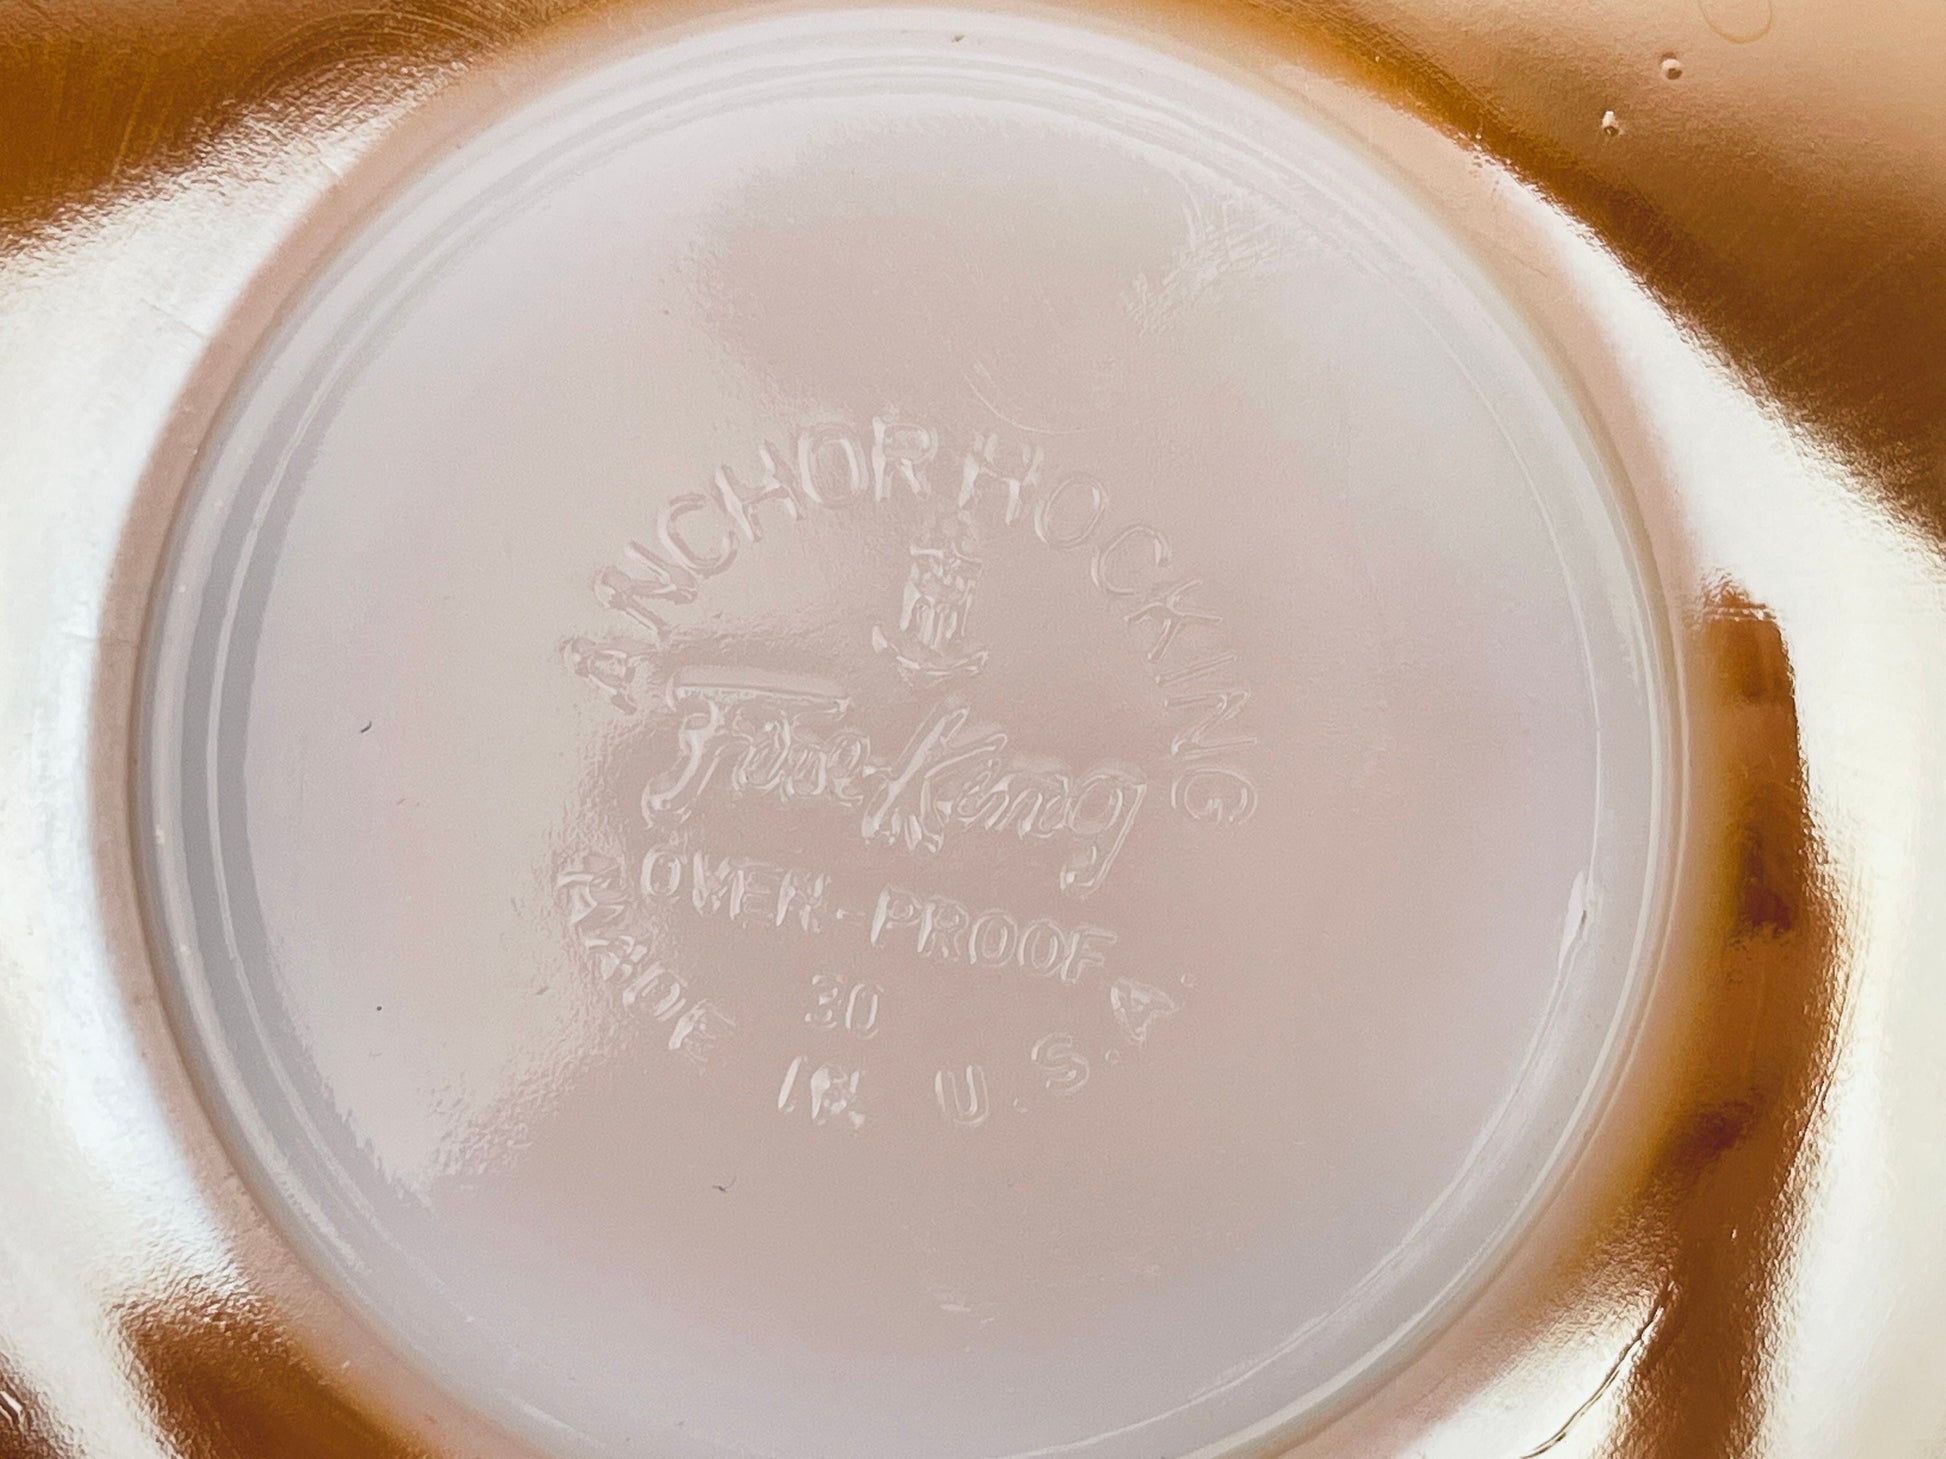 ANCHOR HOCKING
Fire-King
OVEN-PROOF
30
MADE IN U.S.A.